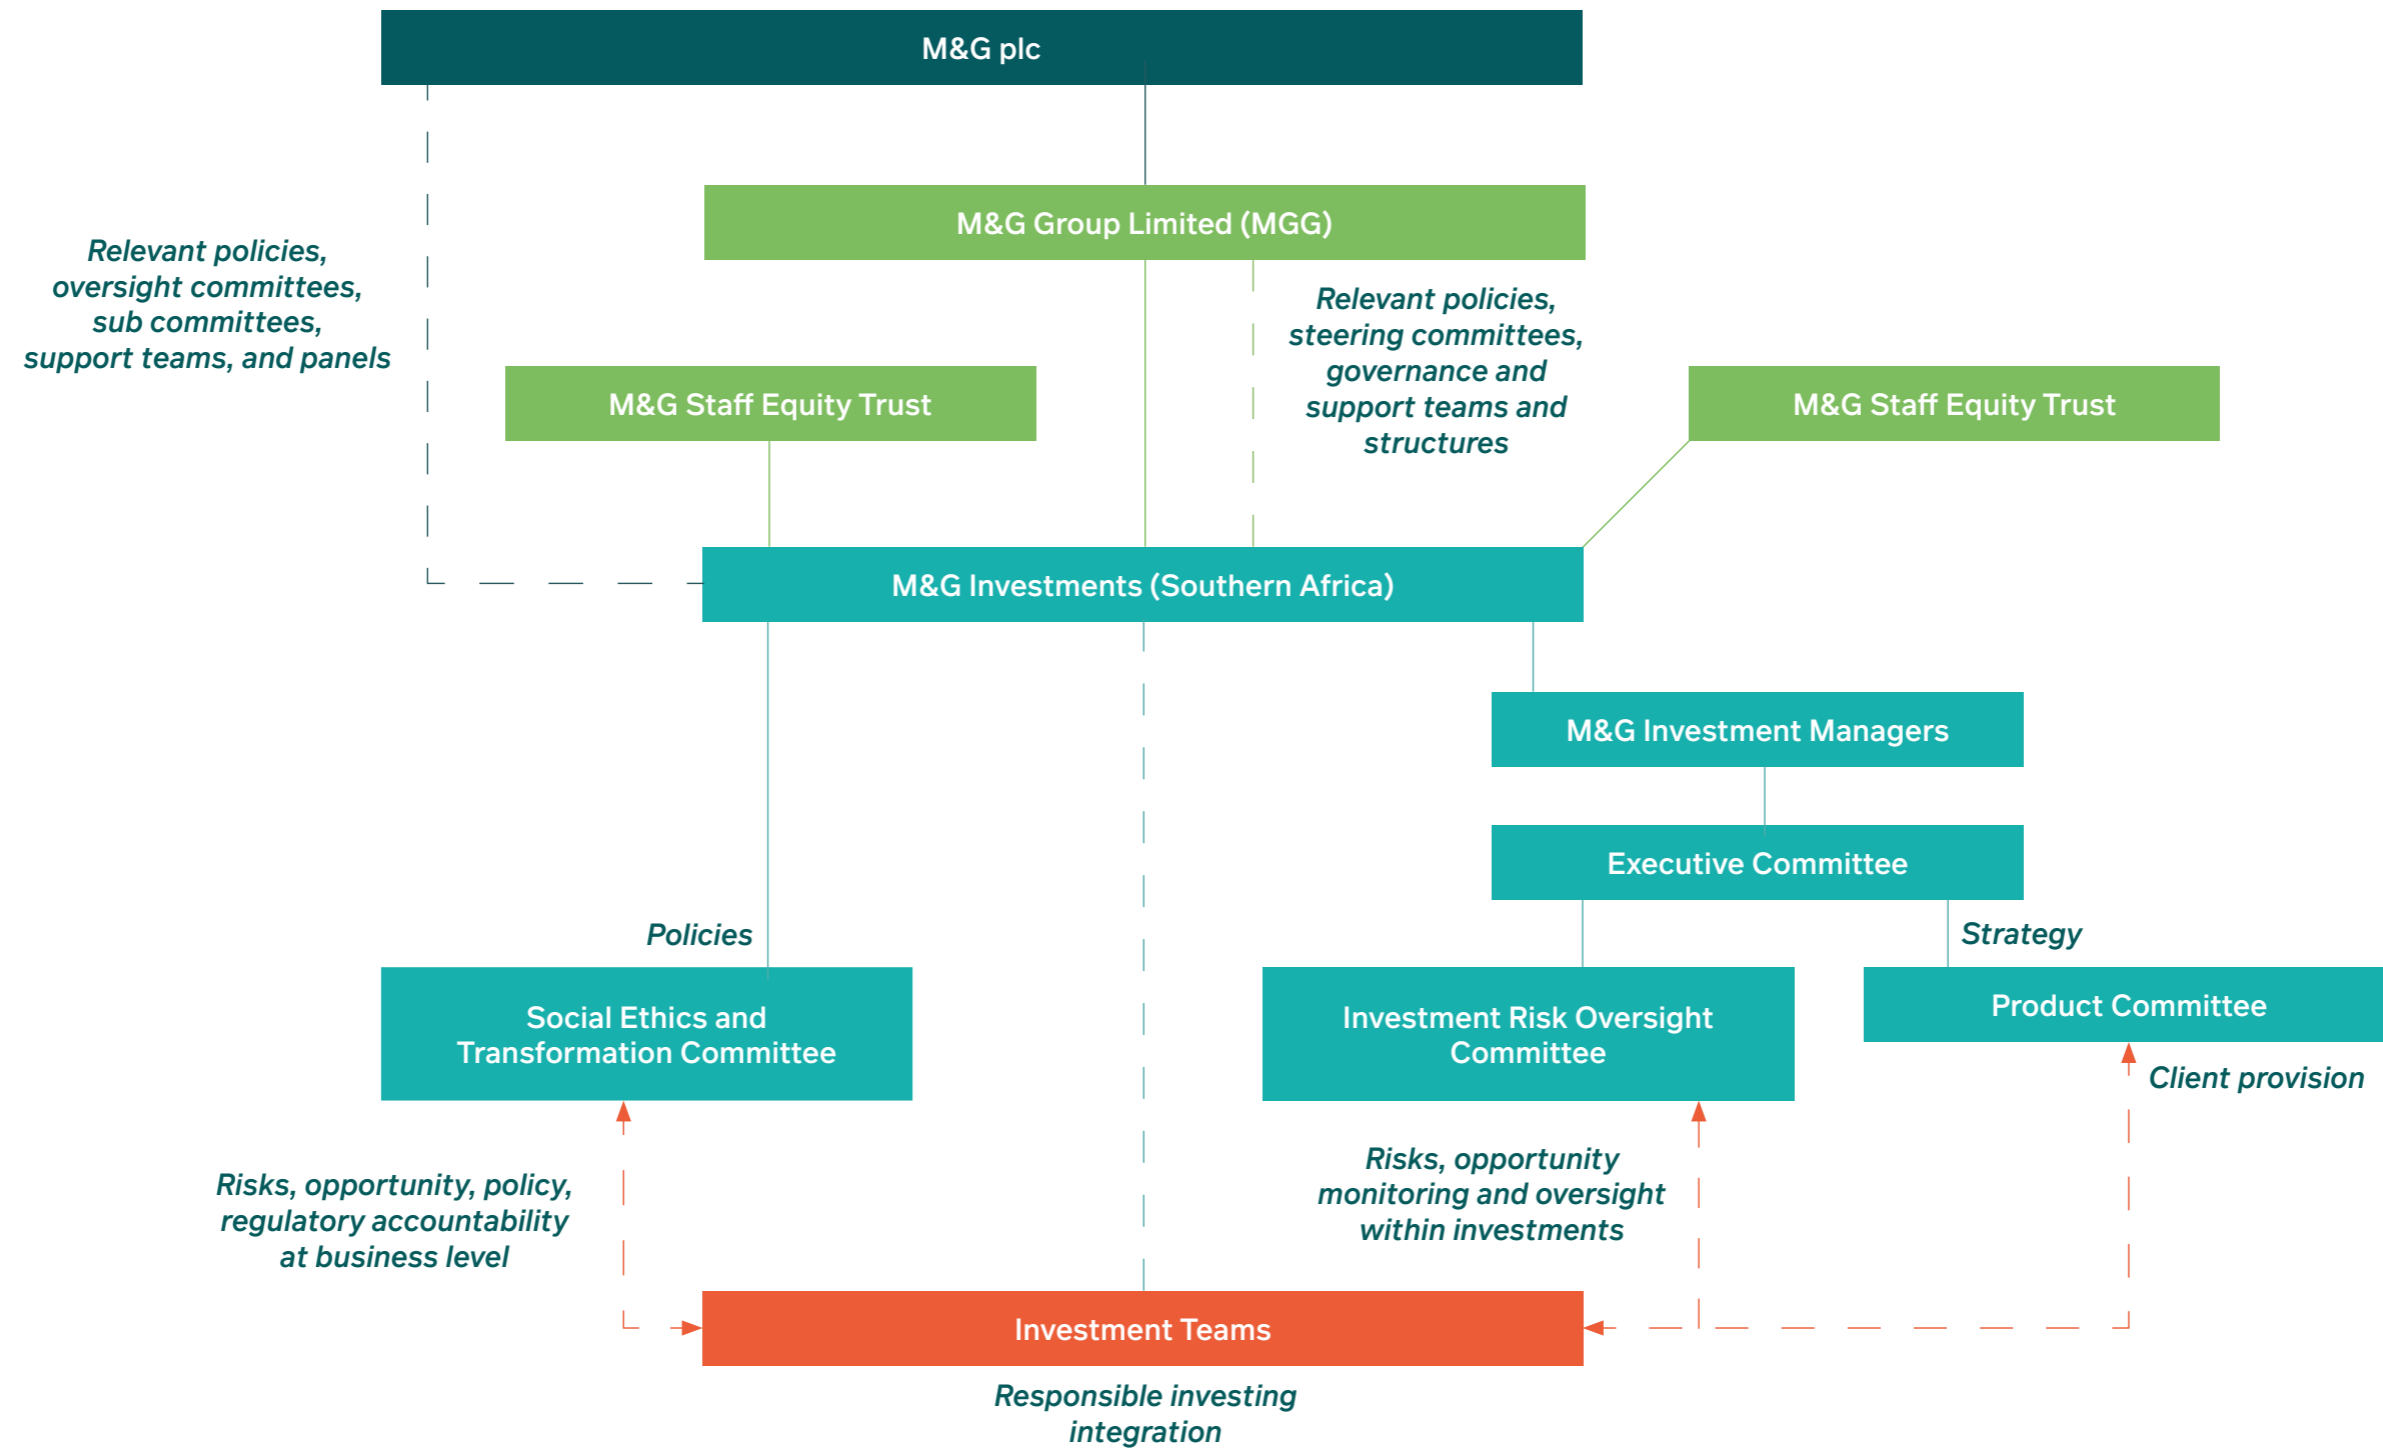 M&G plc
M&G Group Limited (MGG)
Relevant policies,
oversight committees,
sub committees,
support teams, and panels
Relevant policies,
steering committees,
governance and
support teams and
structures
M&G Staff Equity Trust
M&G Staff Equity Trust
M&G Investments (Southern Africa)
M&G Investment Managers
Executive Committee
Policies
Strategy
Social Ethics and
Transformation Committee
Investment Risk Oversight
Committee
Product Committee
Client provision
Risks, opportunity, policy,
regulatory accountability
at business level
Risks, opportunity
monitoring and oversight
within investments
Investment Teams
Responsible investing
integration